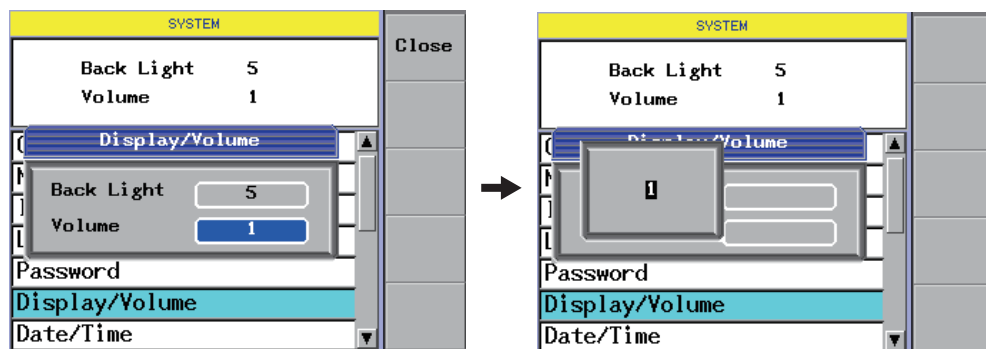 SYSTEM
Close
Back Light 5
Volume 1
Display/Volume
Back Light 5
Volume 1
Password
Display/Volume
Date/Time
SYSTEM
Back Light 5
Volume 1
Volume
1
Password
Display/Volume
Date/Time